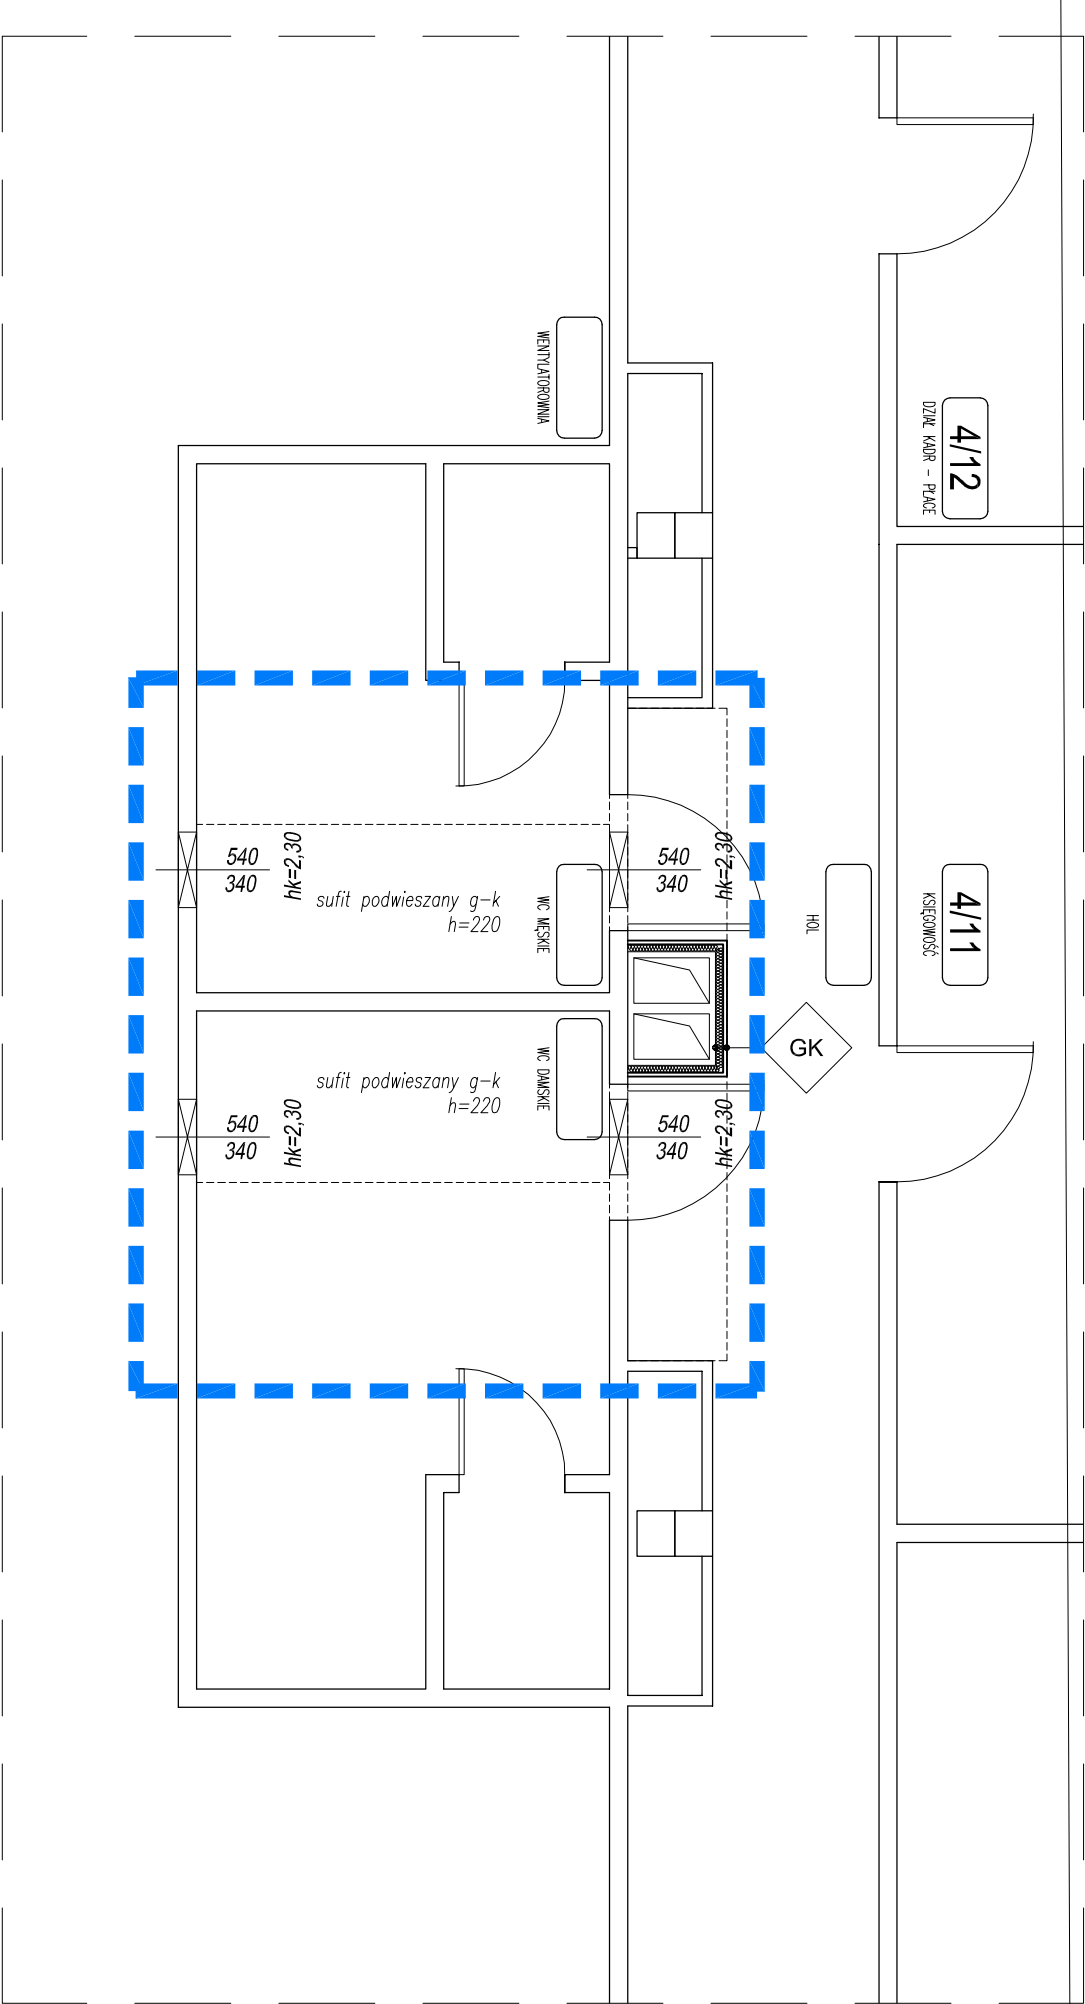 WENTYLATOROWNIA
4/12
DZIAŁ KADR - PŁACE
540
340
hk=2,30
sufit podwieszany g-k
h=220
WC MĘSKIE
540
340
hk=2,30
HOL
4/11
KSIĘGOWOŚĆ
GK
sufit podwieszany g-k
h=220
WC DAMSKIE
540
340
hk=2,30
540
340
hk=2,30